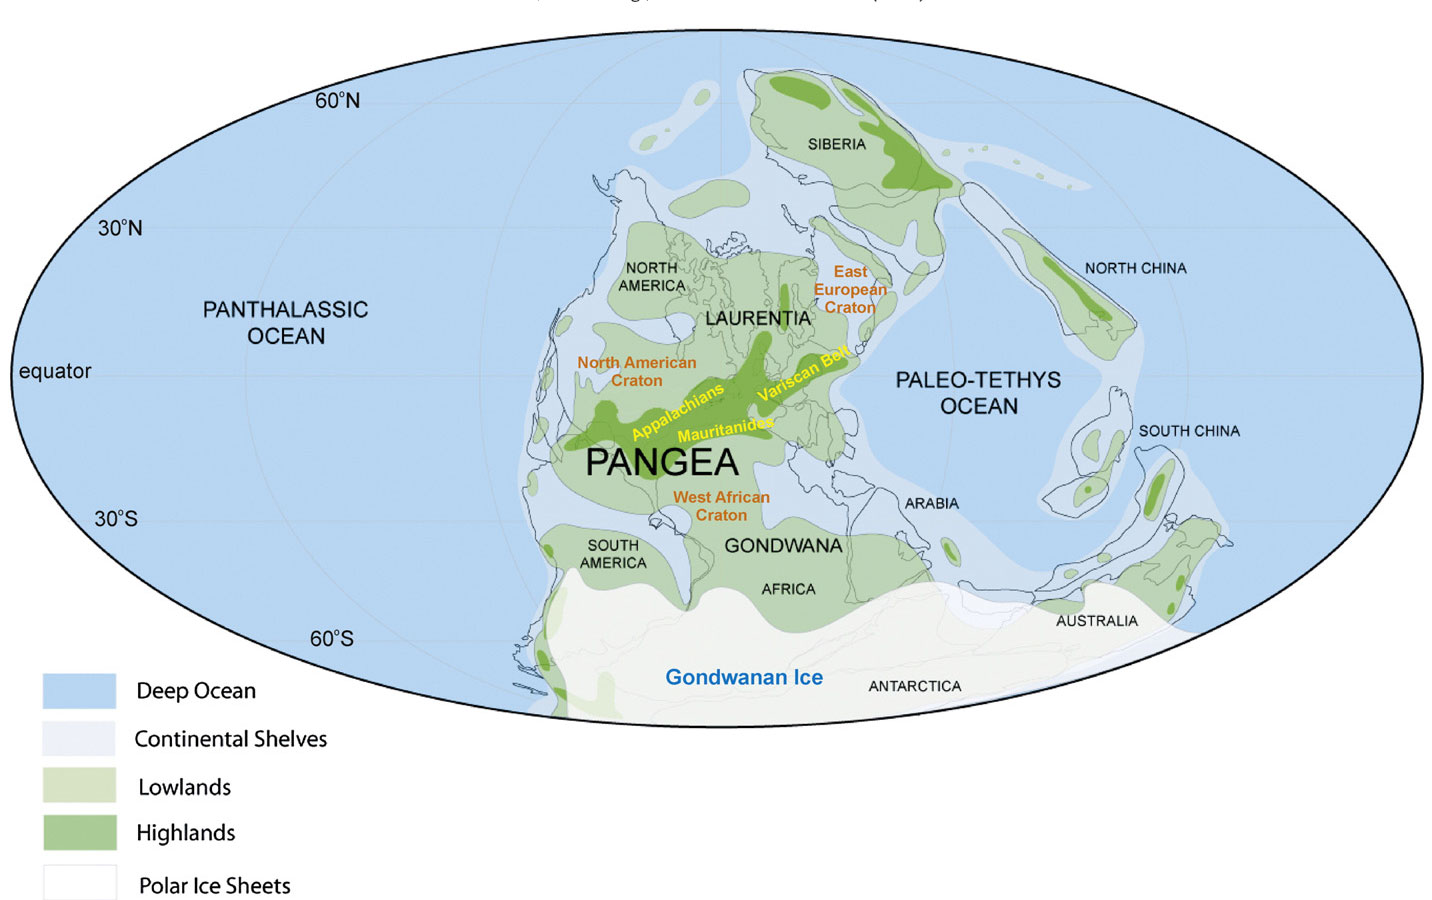 60°N
SIBERIA
30°N
NORTH
AMERICA
East
European
Craton
NORTH CHINA
PANTHALASSIC
OCEAN
LAURENTIA
equator
North American
Craton
Variscan Belt
PALEO-TETHYS
OCEAN
Appalachians
Mauritanides
SOUTH CHINA
PANGEA
West African
Craton
ARABIA
30°S
SOUTH
AMERICA
GONDWANA
AFRICA
AUSTRALIA
60°S
Gondwanan Ice
ANTARCTICA
Deep Ocean
Continental Shelves
Lowlands
Highlands
Polar Ice Sheets